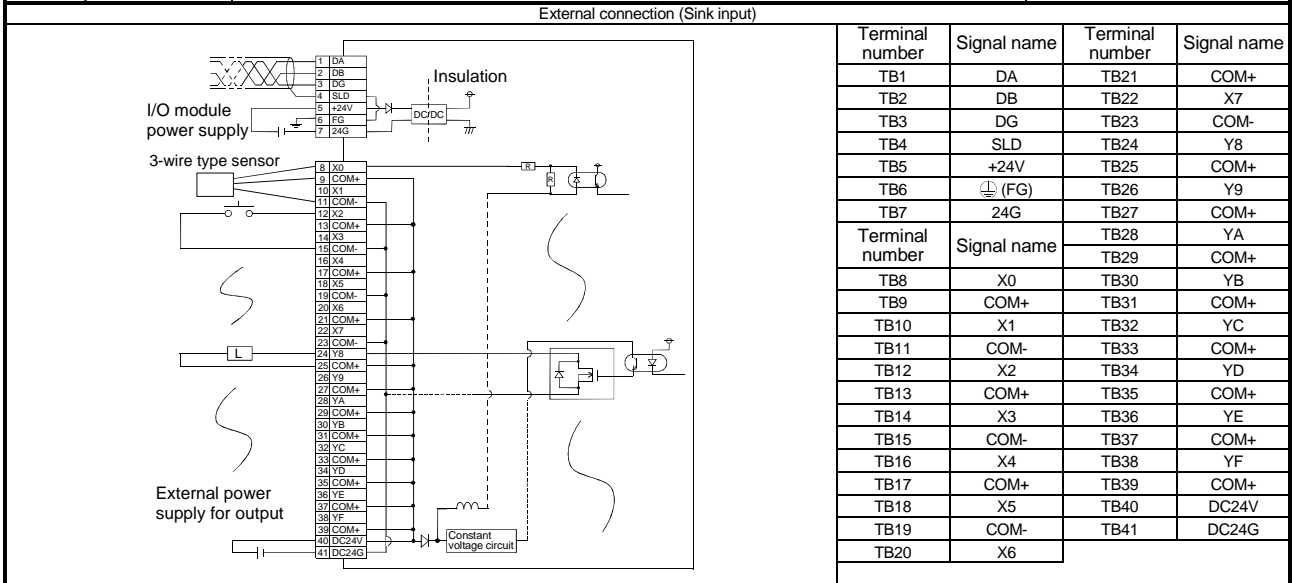 External connection (Sink input)
1 DA
2 DB
3 DG
4 SLD
5 +24V
6 FG
7 24G
Insulation
DC/DC
I/O module
power supply
3-wire type sensor
8 X0
9 COM+
10 X1
11 COM-
12 X2
13 COM+
14 X3
15 COM-
16 X4
17 COM+
18 X5
19 COM-
20 X6
21 COM+
22 X7
23 COM-
24 Y8
25 COM+
26 Y9
27 COM+
28 YA
29 COM+
30 YB
31 COM+
32 YC
33 COM+
34 YD
35 COM+
36 YE
37 COM+
38 YF
39 COM+
40 DC24V
41 DC24G
R
R
L
External power
supply for output
Constant
voltage circuit
Terminal number Signal name Terminal number Signal name
TB1 DA TB21 COM+
TB2 DB TB22 X7
TB3 DG TB23 COM-
TB4 SLD TB24 Y8
TB5 +24V TB25 COM+
TB6 (FG) TB26 Y9
TB7 24G TB27 COM+
Terminal number Signal name TB28 YA
TB29 COM+
TB8 X0 TB30 YB
TB9 COM+ TB31 COM+
TB10 X1 TB32 YC
TB11 COM- TB33 COM+
TB12 X2 TB34 YD
TB13 COM+ TB35 COM+
TB14 X3 TB36 YE
TB15 COM- TB37 COM+
TB16 X4 TB38 YF
TB17 COM+ TB39 COM+
TB18 X5 TB40 DC24V
TB19 COM- TB41 DC24G
TB20 X6